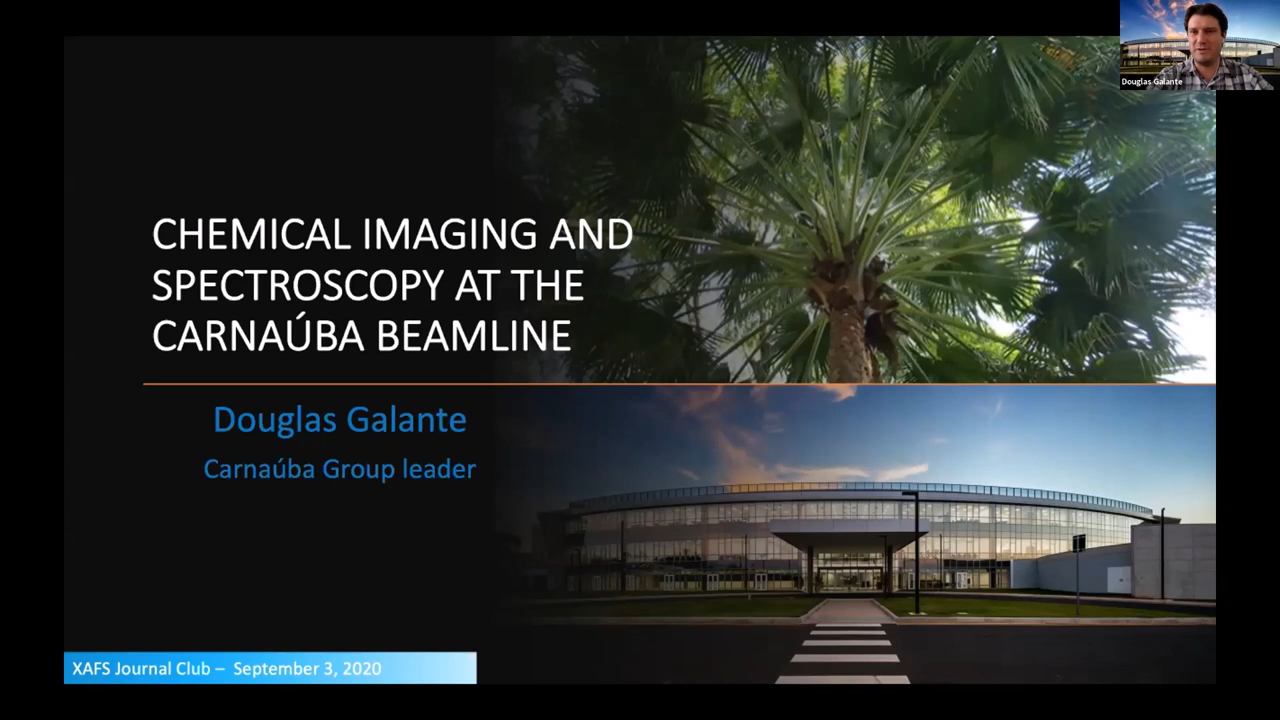 Douglas Galante
CHEMICAL IMAGING AND
SPECTROSCOPY AT THE
CARNAÚBA BEAMLINE
Douglas Galante
Carnaúba Group leader
XAFS Journal Club – September 3, 2020